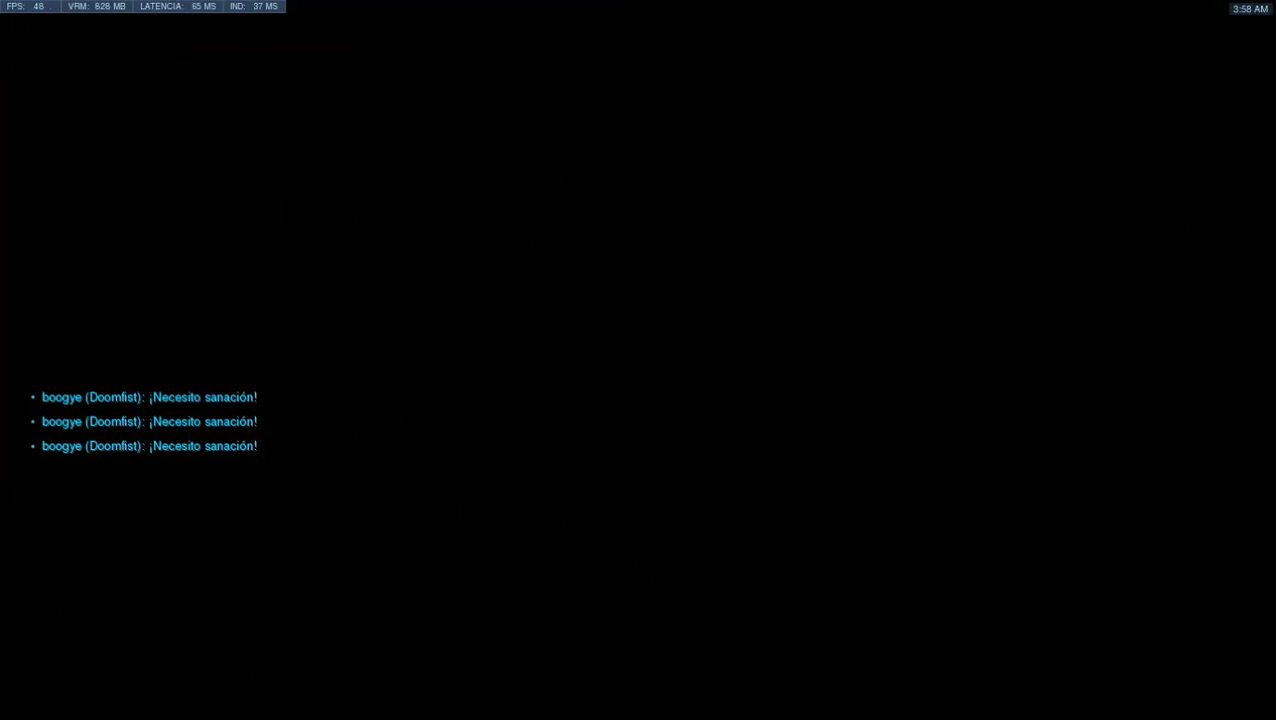 FPS: 48 . VRM: 828 MB LATENCIA: 65 MS IND: 37 MS
3:58 AM
• boogye (Doomfist): ¡Necesito sanación!
• boogye (Doomfist): ¡Necesito sanación!
• boogye (Doomfist): ¡Necesito sanación!